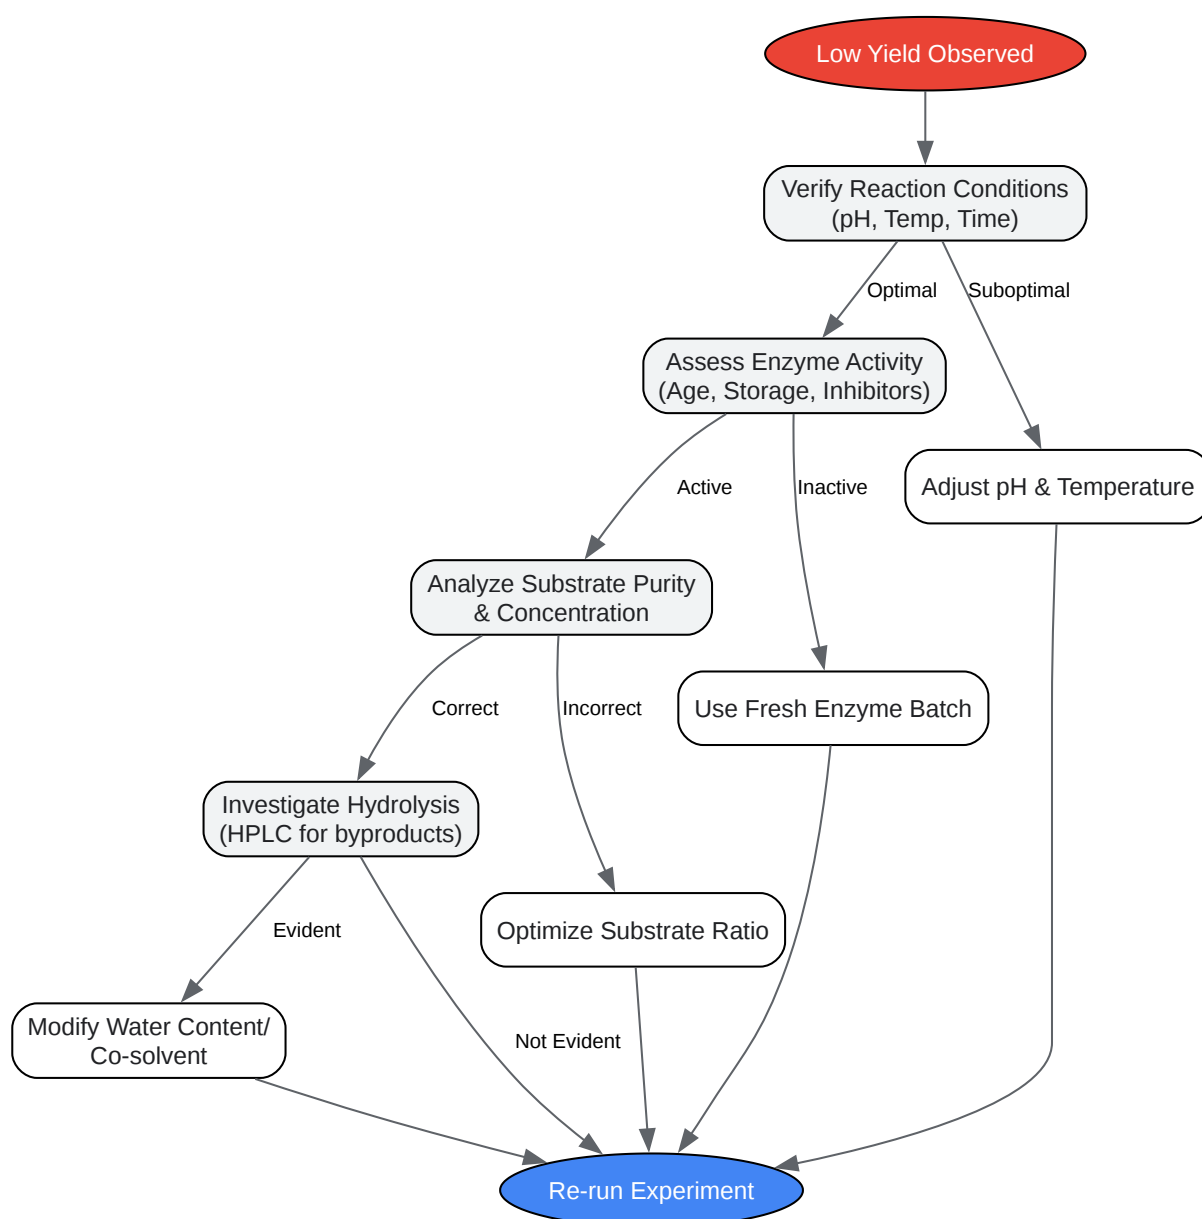 Low Yield Observed
Verify Reaction Conditions
(pH, Temp, Time)
Optimal
Suboptimal
Assess Enzyme Activity
(Age, Storage, Inhibitors)
Active
Inactive
Adjust pH & Temperature
Analyze Substrate Purity
& Concentration
Correct
Incorrect
Use Fresh Enzyme Batch
Investigate Hydrolysis
(HPLC for byproducts)
Evident
Optimize Substrate Ratio
Modify Water Content/
Co-solvent
Not Evident
Re-run Experiment